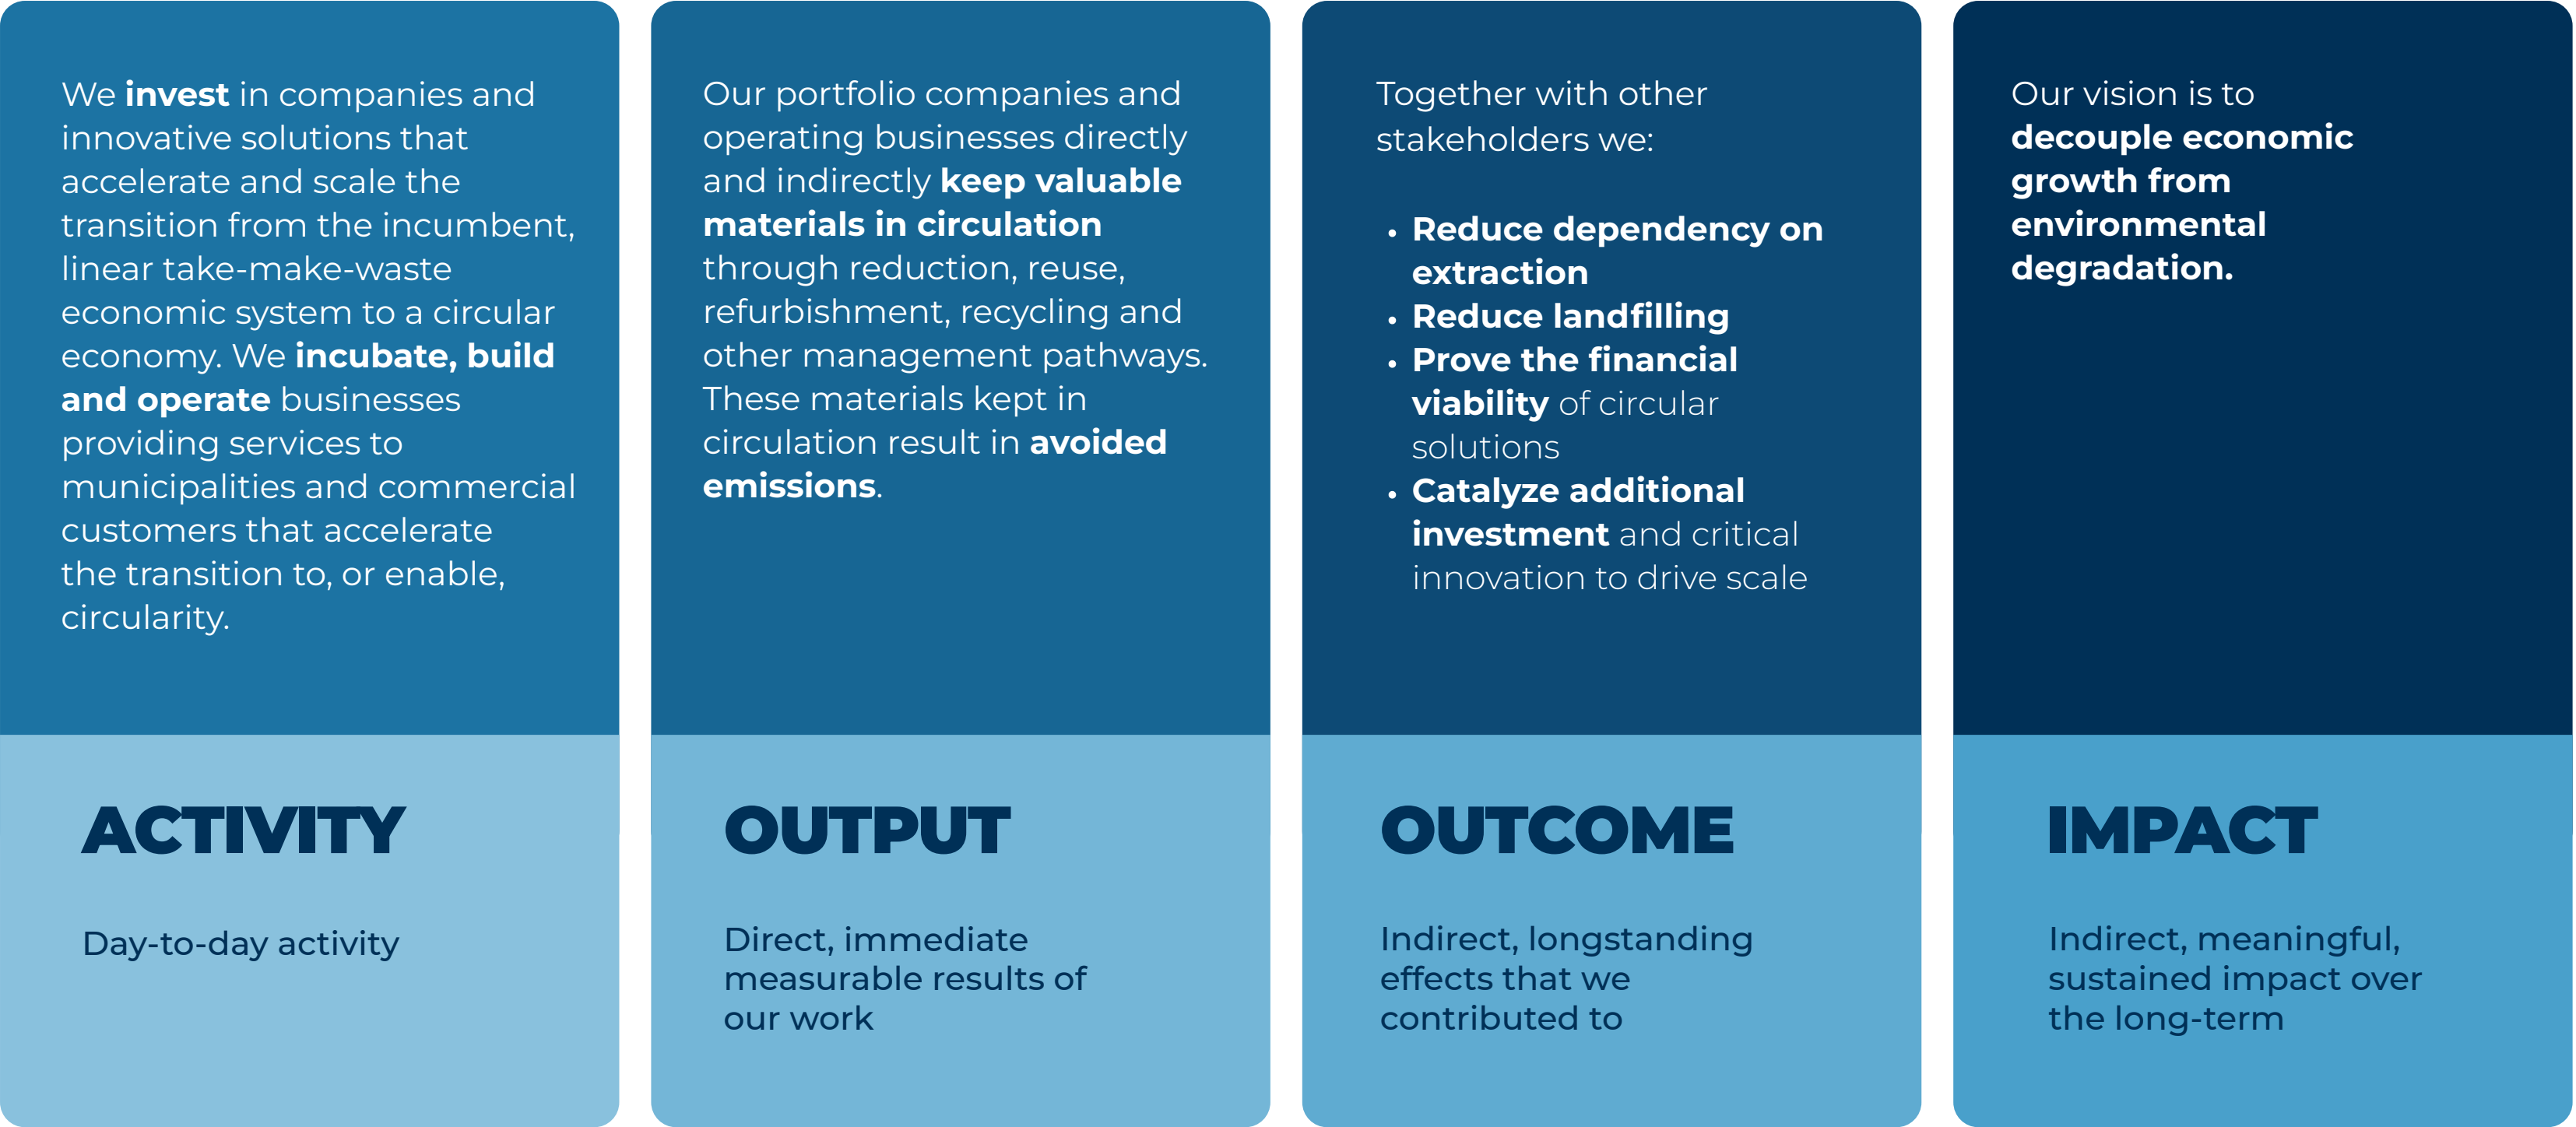 We invest in companies and
innovative solutions that
accelerate and scale the
transition from the incumbent,
linear take-make-waste
economic system to a circular
economy. We incubate, build
and operate businesses
providing services to
municipalities and commercial
customers that accelerate
the transition to, or enable,
circularity.
ACTIVITY
Day-to-day activity
Our portfolio companies and
operating businesses directly
and indirectly keep valuable
materials in circulation
through reduction, reuse,
refurbishment, recycling and
other management pathways.
These materials kept in
circulation result in avoided
emissions.
OUTPUT
Direct, immediate
measurable results of
our work
Together with other
stakeholders we:
• Reduce dependency on
extraction
• Reduce landfilling
• Prove the financial
viability of circular
solutions
• Catalyze additional
investment and critical
innovation to drive scale
OUTCOME
Indirect, longstanding
effects that we
contributed to
Our vision is to
decouple economic
growth from
environmental
degradation.
IMPACT
Indirect, meaningful,
sustained impact over
the long-term